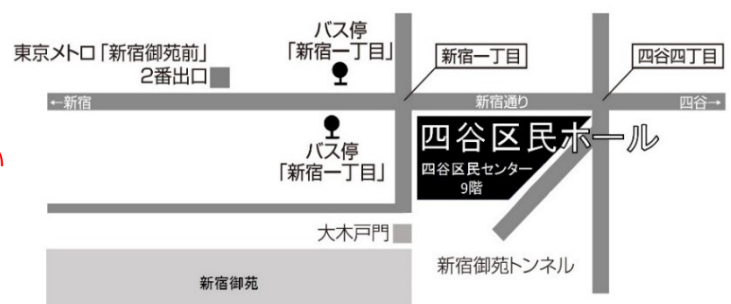 バス停
「新宿一丁目」
東京メトロ「新宿御苑前」
2番出口
新宿一丁目
四谷四丁目
←新宿
新宿通り
四谷→
バス停
「新宿一丁目」
四谷区民ホール
四谷区民センター
9階
大木戸門
新宿御苑トンネル
新宿御苑